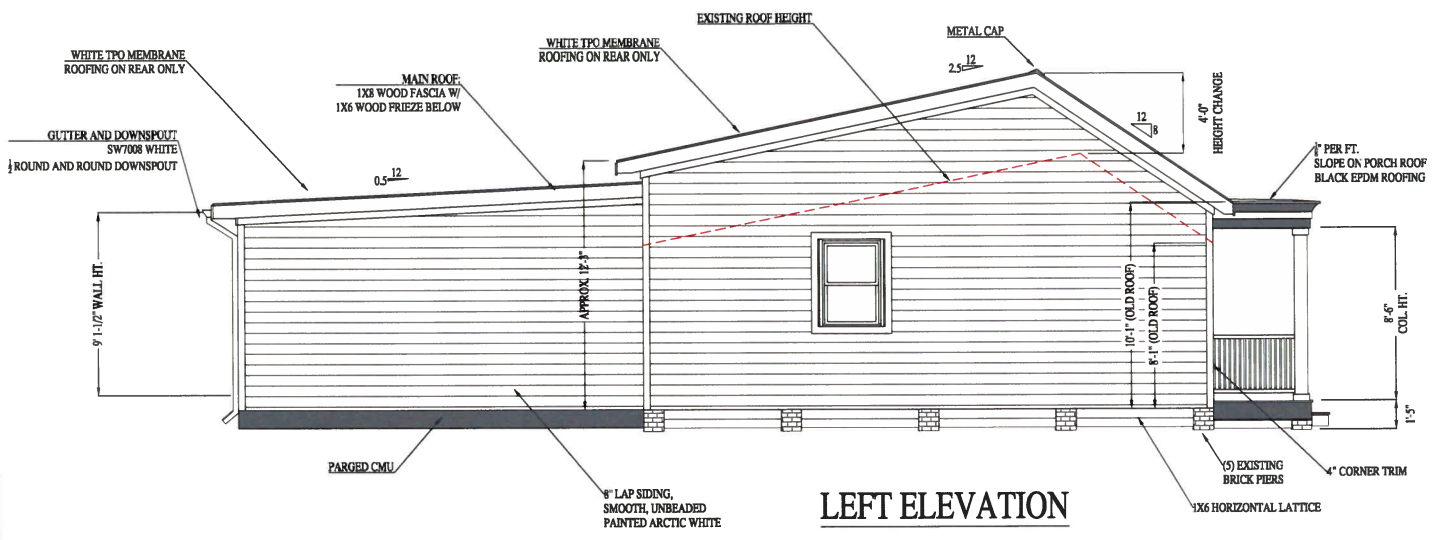 EXISTING ROOF HEIGHT
METAL CAP
WHITE TPO MEMBRANE
ROOFING ON REAR ONLY
WHITE TPO MEMBRANE
ROOFING ON REAR ONLY
MAIN ROOF:
1X8 WOOD FASCIA W/
1X6 WOOD FRIEZE BELOW
12
2.5
12
8
4'-0"
HEIGHT CHANGE
GUTTER AND DOWNSPOUT
SW7008 WHITE
½ ROUND AND ROUND DOWNSPOUT
12
0.5
" PER FT.
SLOPE ON PORCH ROOF
BLACK EPDM ROOFING
9' 1-1/2" WALL HT.
APPROX. 12'-3"
10'-1" (OLD ROOF)
8'-1" (OLD ROOF)
8'-6"
COL. HT.
1'-5"
PARGED CMU
8" LAP SIDING,
SMOOTH, UNBEADED
PAINTED ARCTIC WHITE
(5) EXISTING
BRICK PIERS
4" CORNER TRIM
1X6 HORIZONTAL LATTICE
LEFT ELEVATION